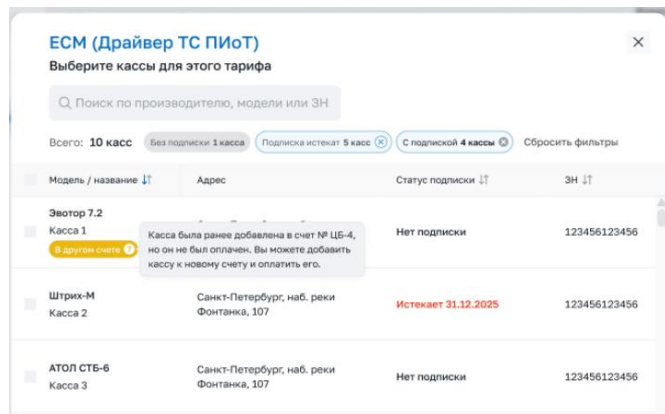 ЕСМ (Драйвер ТС ПИоТ)
Выберите кассы для этого тарифа
Поиск по производителю, модели или ЗН
Всего: 10 касс Без подписки 1 касса Подписка истекат 5 касс С подпиской 4 кассы Сбросить фильтры
Модель / название Адрес Статус подписки ЗН
Эвотор 7.2
Касса 1 Нет подписки 123456123456
В другом счете ?
Касса была ранее добавлена в счет № ЦБ-4,
но он не был оплачен. Вы можете добавить
кассу к новому счету и оплатить его.
Штрих-М Санкт-Петербург, наб. реки
Касса 2 Фонтанка, 107 Истекает 31.12.2025 123456123456
АТОЛ СТБ-6 Санкт-Петербург, наб. реки
Касса 3 Фонтанка, 107 Нет подписки 123456123456